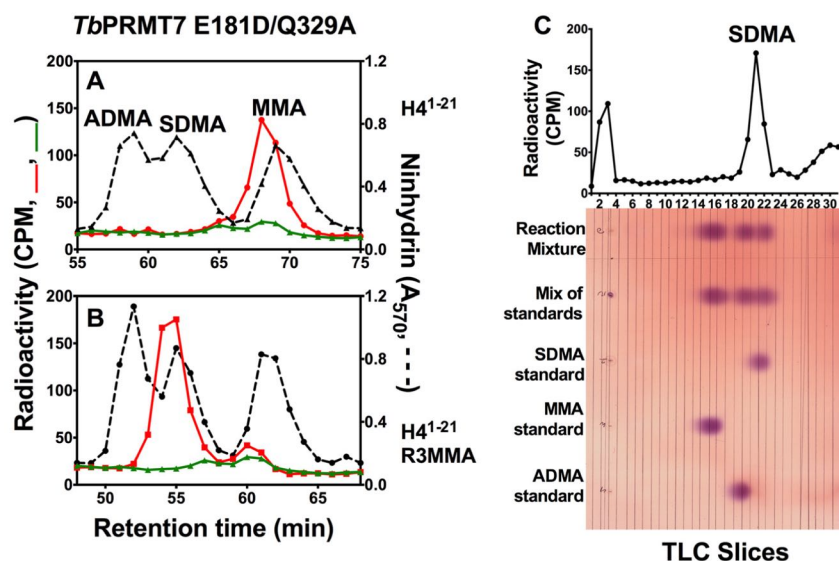 TbPRMT7 E181D/Q329A
A
200
150
100
50
0
1.2
0.8
0.4
0.0
ADMA
SDMA
MMA
H4¹⁻²¹
55
60
65
70
75
B
200
150
100
50
0
1.2
0.8
0.4
0.0
H4¹⁻²¹
R3MMA
50
55
60
65
Radioactivity (CPM, __, __)
Ninhydrin (A570, - - -)
Retention time (min)
C
SDMA
Radioactivity
(CPM)
200
150
100
50
0
2 4 6 8 10 12 14 16 18 20 22 24 26 28 30
Reaction
Mixture
Mix of
standards
SDMA
standard
MMA
standard
ADMA
standard
TLC Slices